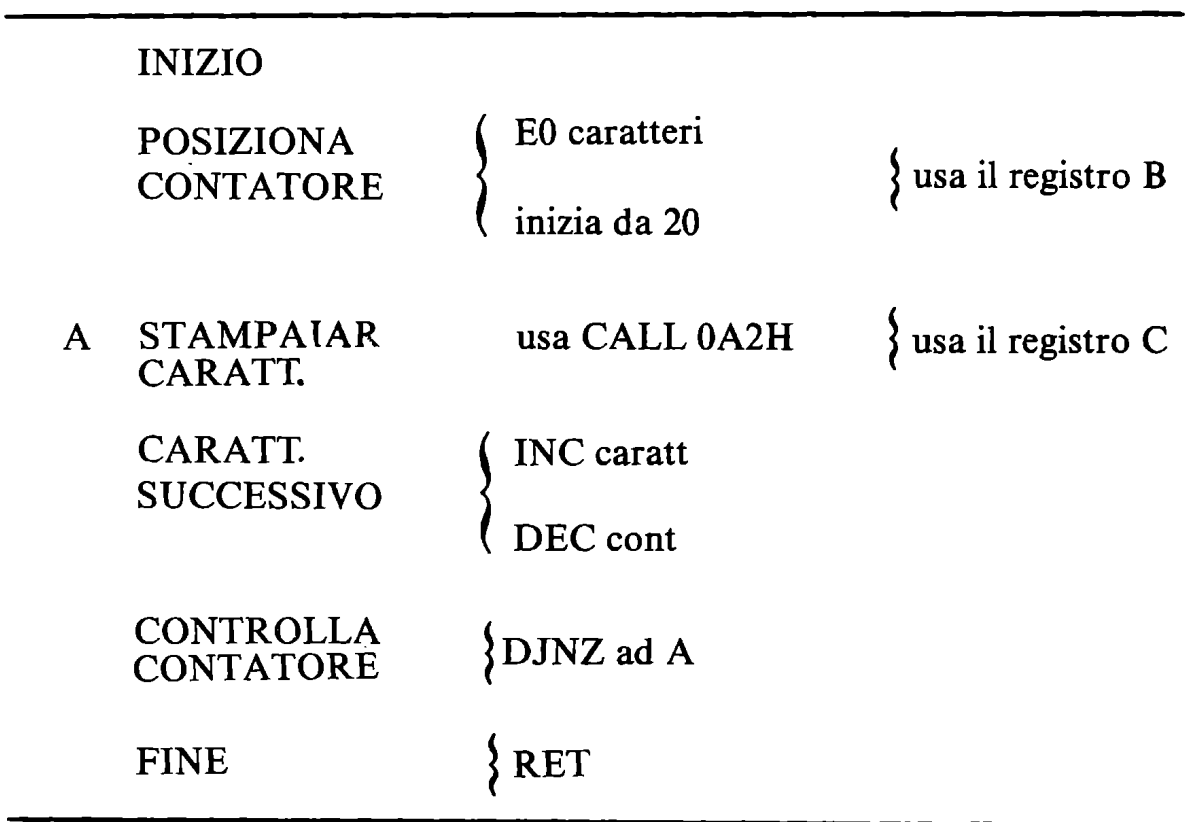 INIZIO
POSIZIONA
CONTATORE
E0 caratteri
inizia da 20
usa il registro B
A STAMPAIAR
CARATT.
usa CALL 0A2H
usa il registro C
CARATT.
SUCCESSIVO
INC caratt
DEC cont
CONTROLLA
CONTATORE
DJNZ ad A
FINE
RET